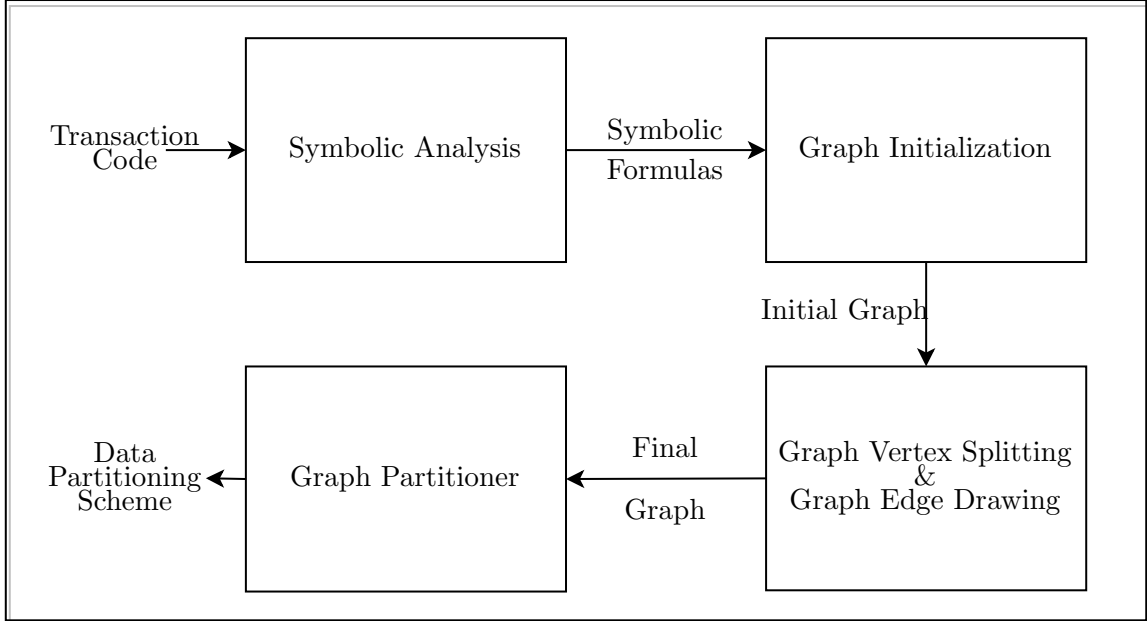 Transaction
Code
Symbolic Analysis
Symbolic
Formulas
Graph Initialization
Initial Graph
Graph Vertex Splitting
&
Graph Edge Drawing
Final
Graph
Graph Partitioner
Data
Partitioning
Scheme